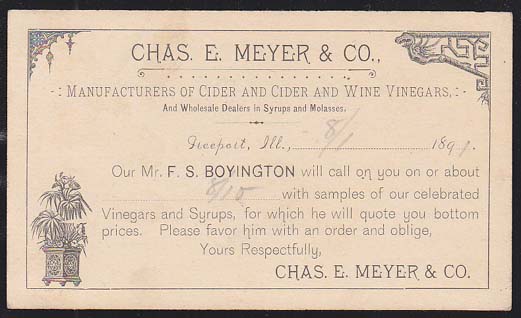 CHAS. E. MEYER & CO.,
MANUFACTURERS OF CIDER AND CIDER AND WINE VINEGARS,
And Wholesale Dealers in Syrups and Molasses.
Freeport, Ill., 8/1 1891.
Our Mr. F. S. BOYINGTON will call on you on or about
8/10 with samples of our celebrated
Vinegars and Syrups, for which he will quote you bottom
prices. Please favor him with an order and oblige,
Yours Respectfully,
CHAS. E. MEYER & CO.